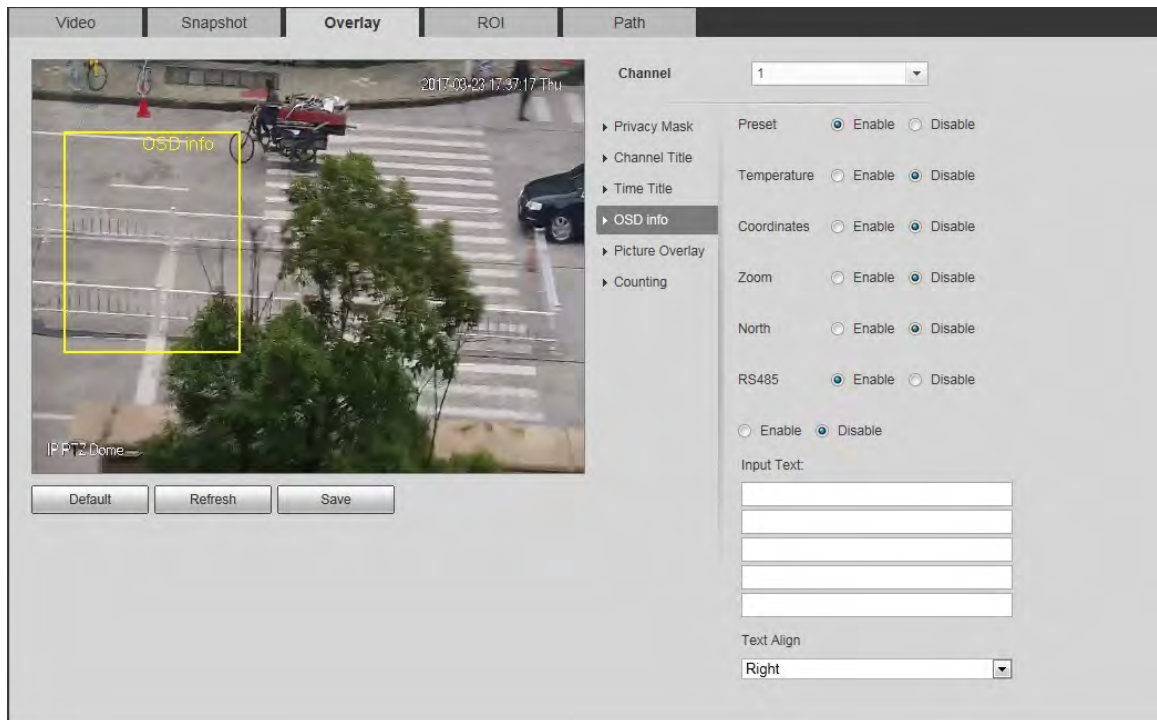 Video Snapshot Overlay ROI Path
2017-03-23 17:37:17 Thu
OSD info
IP PTZ Dome
Default Refresh Save
Channel 1
Privacy Mask
Channel Title
Time Title
OSD info
Picture Overlay
Counting
Preset Enable Disable
Temperature Enable Disable
Coordinates Enable Disable
Zoom Enable Disable
North Enable Disable
RS485 Enable Disable
Enable Disable
Input Text:
Text Align
Right